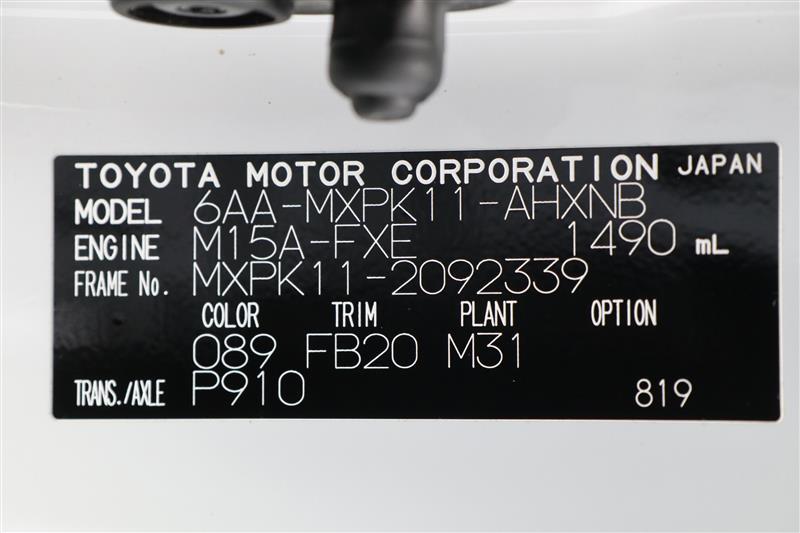 TOYOTA MOTOR CORPORATION JAPAN
MODEL 6AA-MXPK11-AHXNB
ENGINE M15A-FXE 1490 mL
FRAME No. MXPK11-2092339
COLOR TRIM PLANT OPTION
089 FB20 M31
TRANS./AXLE P910 819